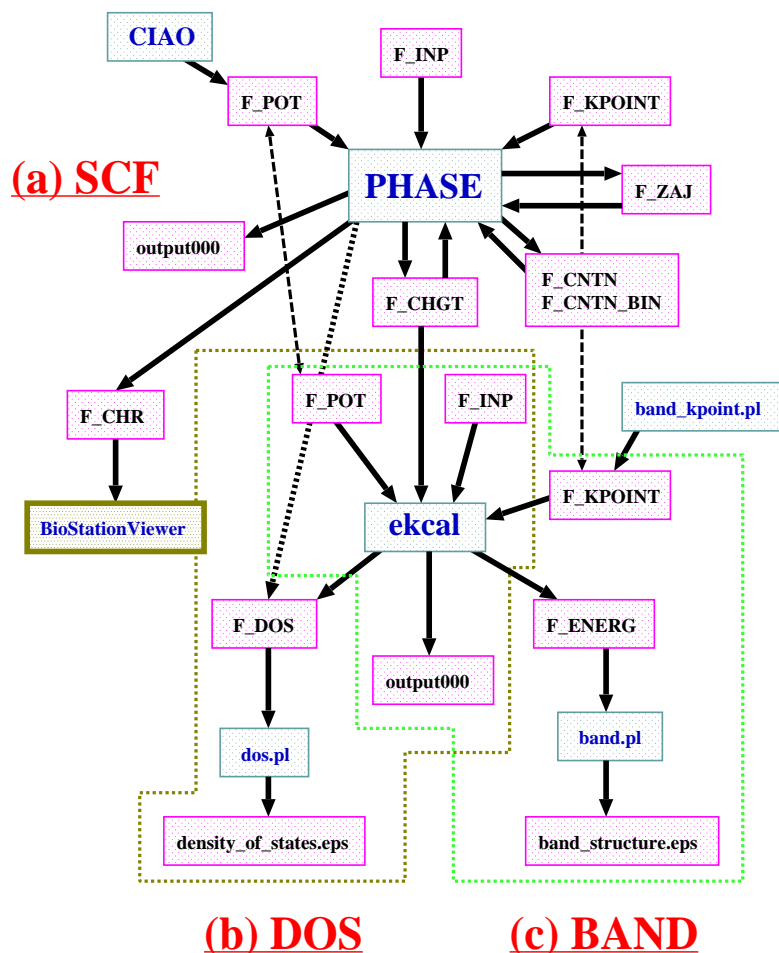 CIAO
F_INP
F_POT
F_KPOINT
(a) SCF
PHASE
F_ZAJ
output000
F_CNTN
F_CNTN_BIN
F_CHGT
F_CHR
F_POT
F_INP
band_kpoint.pl
BioStationViewer
ekcal
F_KPOINT
F_DOS
F_ENERG
output000
dos.pl
band.pl
density_of_states.eps
band_structure.eps
(b) DOS
(c) BAND